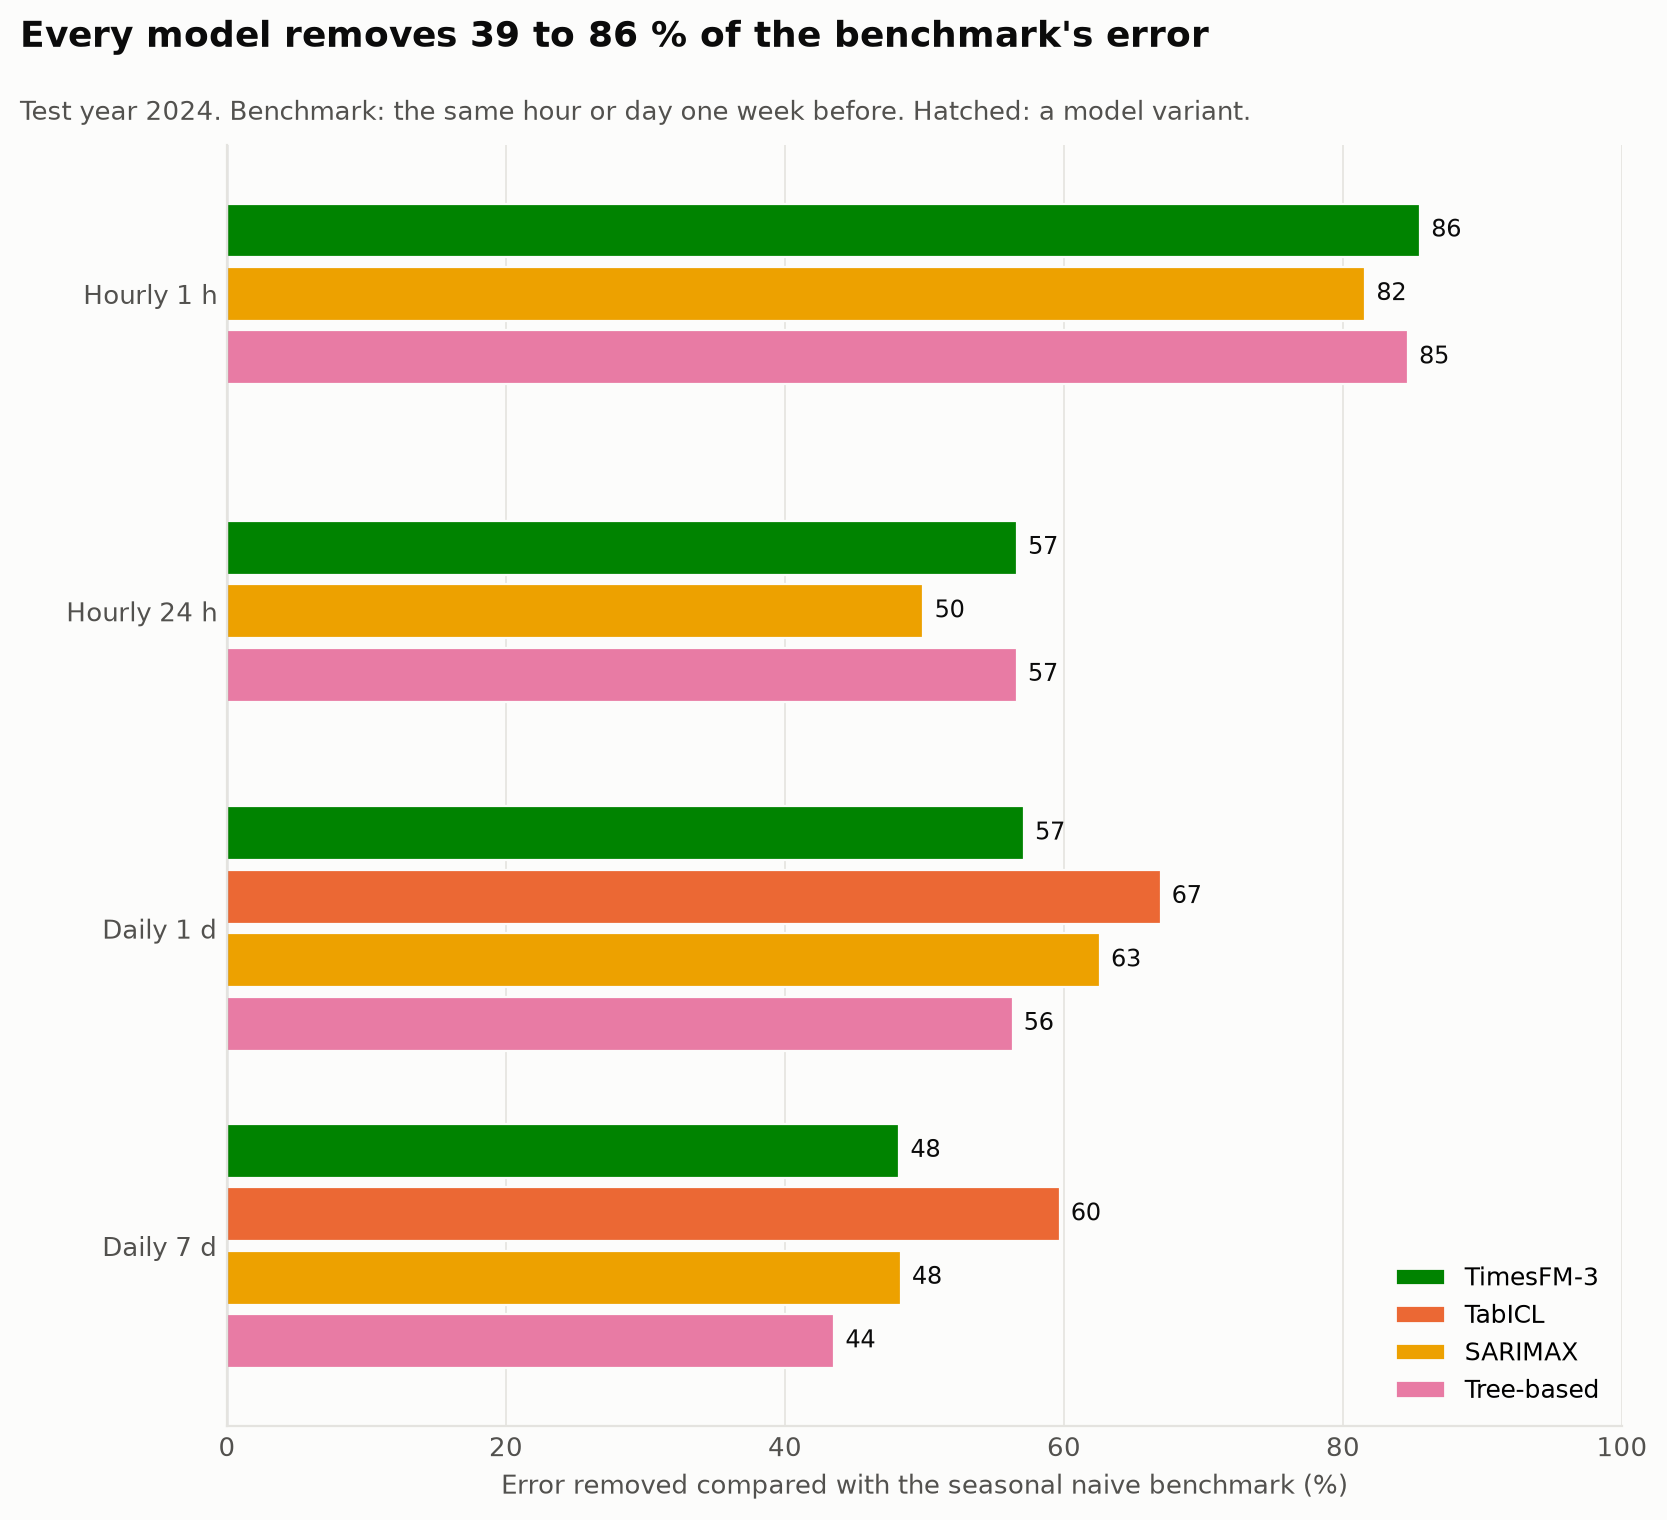 Every model removes 39 to 86 % of the benchmark's error
Test year 2024. Benchmark: the same hour or day one week before. Hatched: a model variant.
Hourly 1 h
86
82
85
Hourly 24 h
57
50
57
Daily 1 d
57
67
63
56
Daily 7 d
48
60
48
44
TimesFM-3
TabICL
SARIMAX
Tree-based
0 20 40 60 80 100
Error removed compared with the seasonal naive benchmark (%)